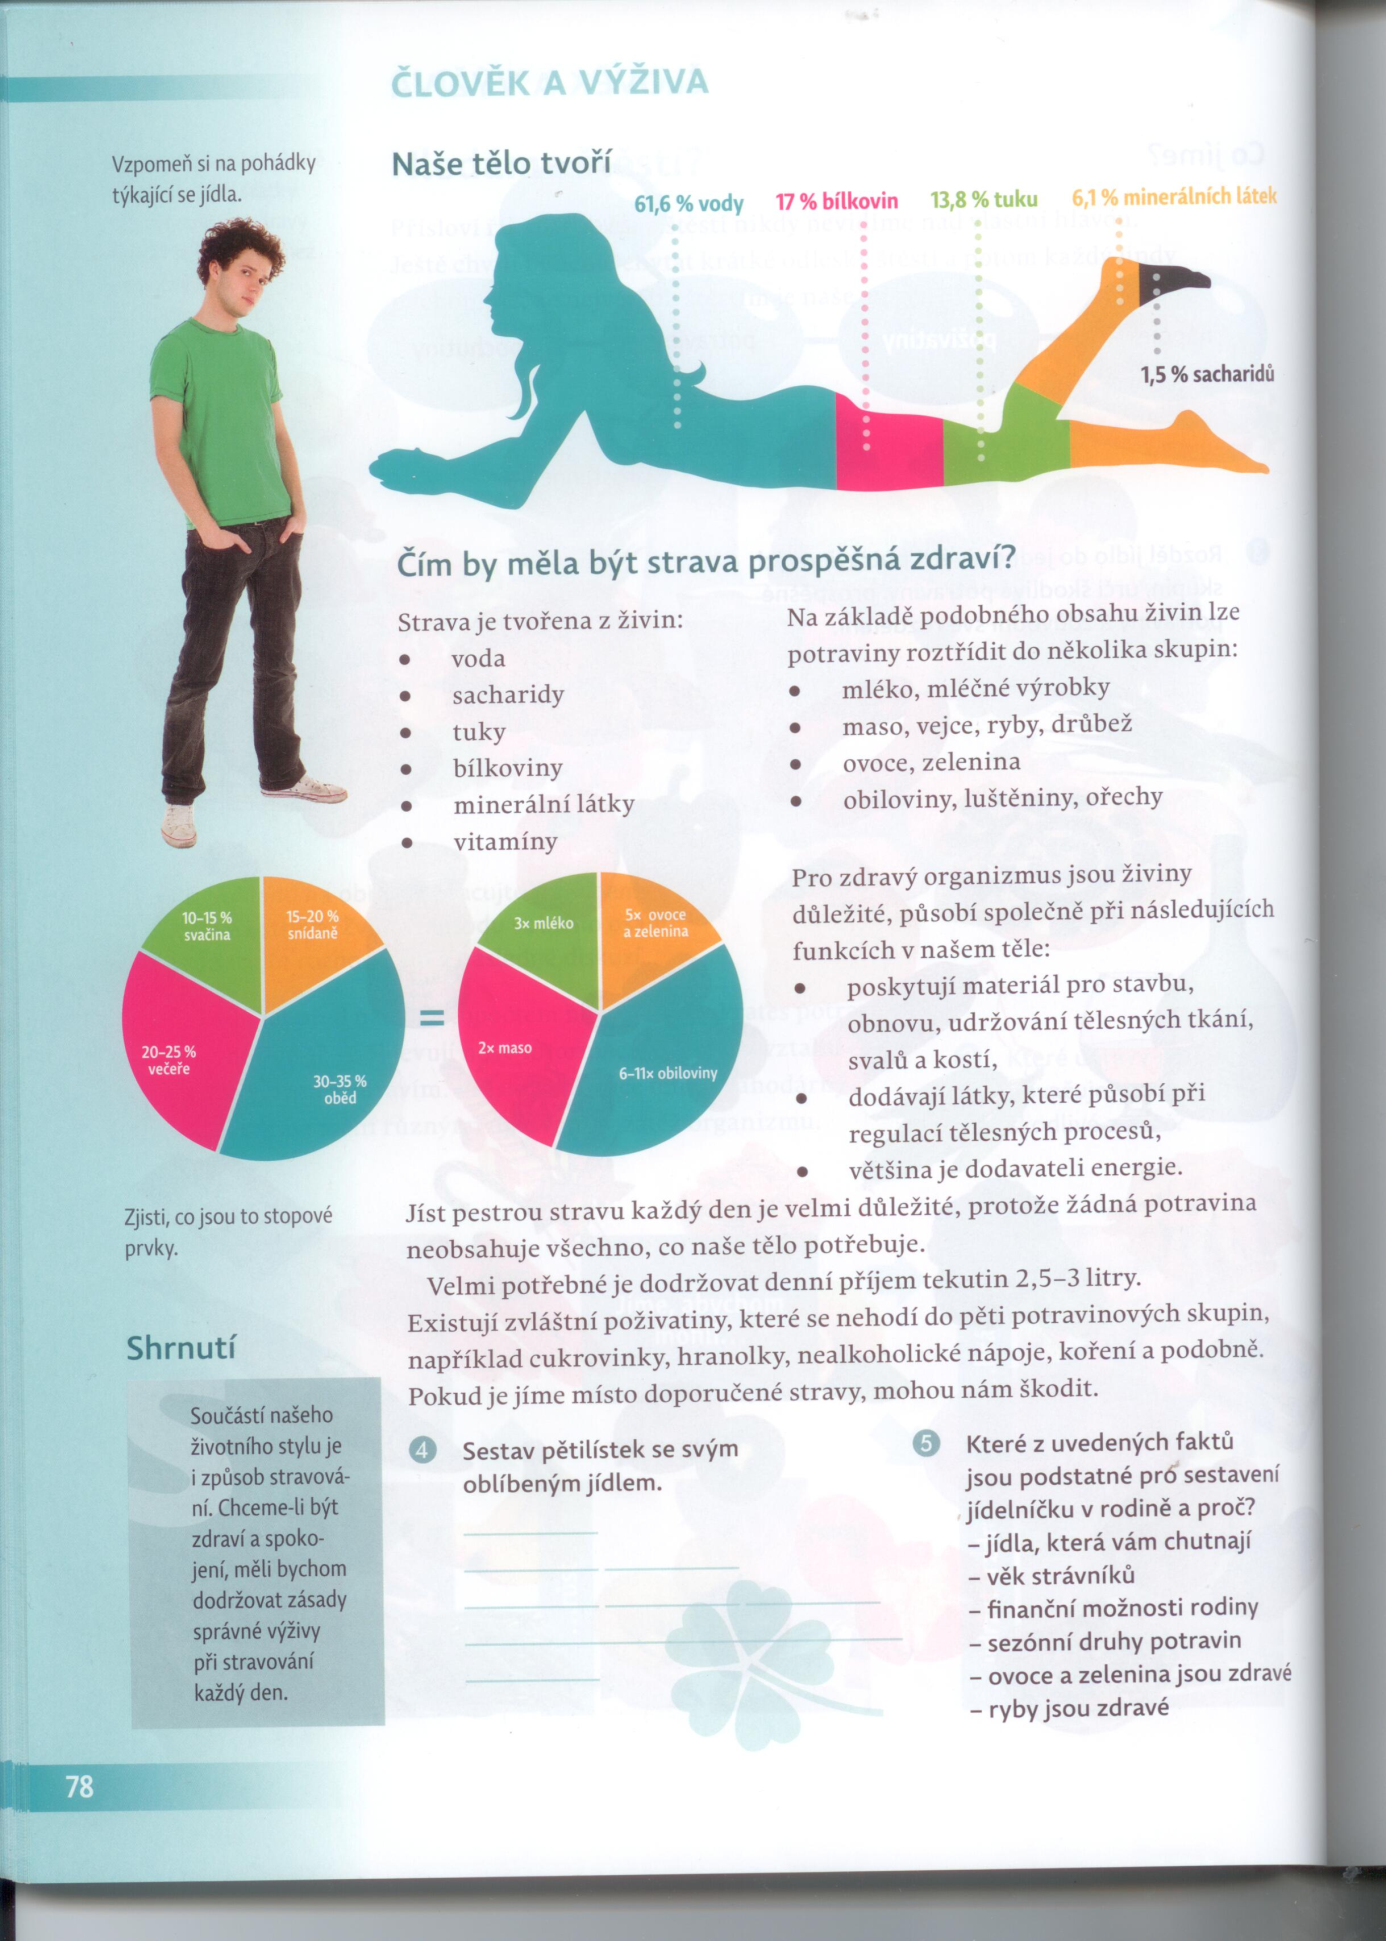 ČLOVĚK A VÝŽIVA
Vzpomeň si na pohádky
týkající se jídla.
Naše tělo tvoří
61,6 % vody
17 % bílkovin
13,8 % tuku
6,1 % minerálních látek
1,5 % sacharidů
Čím by měla být strava prospěšná zdraví?
Strava je tvořena z živin:
• voda
• sacharidy
• tuky
• bílkoviny
• minerální látky
• vitamíny
Na základě podobného obsahu živin lze
potraviny roztřídit do několika skupin:
• mléko, mléčné výrobky
• maso, vejce, ryby, drůbež
• ovoce, zelenina
• obiloviny, luštěniny, ořechy
10–15 %
svačina
15–20 %
snídaně
20–25 %
večeře
30–35 %
oběd
=
3x mléko
5x ovoce
a zelenina
2x maso
6–11x obiloviny
Pro zdravý organizmus jsou živiny
důležité, působí společně při následujících
funkcích v našem těle:
• poskytují materiál pro stavbu,
obnovu, udržování tělesných tkání,
svalů a kostí,
• dodávají látky, které působí při
regulací tělesných procesů,
• většina je dodavateli energie.
Zjisti, co jsou to stopové
prvky.
Jíst pestrou stravu každý den je velmi důležité, protože žádná potravina
neobsahuje všechno, co naše tělo potřebuje.
Velmi potřebné je dodržovat denní příjem tekutin 2,5–3 litry.
Existují zvláštní poživatiny, které se nehodí do pěti potravinových skupin,
například cukrovinky, hranolky, nealkoholické nápoje, koření a podobně.
Pokud je jíme místo doporučené stravy, mohou nám škodit.
Shrnutí
Součástí našeho
životního stylu je
i způsob stravová-
ní. Chceme-li být
zdraví a spoko-
jení, měli bychom
dodržovat zásady
správné výživy
při stravování
každý den.
4 Sestav pětilístek se svým
oblíbeným jídlem.
5 Které z uvedených faktů
jsou podstatné pro sestavení
jídelníčku v rodině a proč?
– jídla, která vám chutnají
– věk strávníků
– finanční možnosti rodiny
– sezónní druhy potravin
– ovoce a zelenina jsou zdravé
– ryby jsou zdravé
78